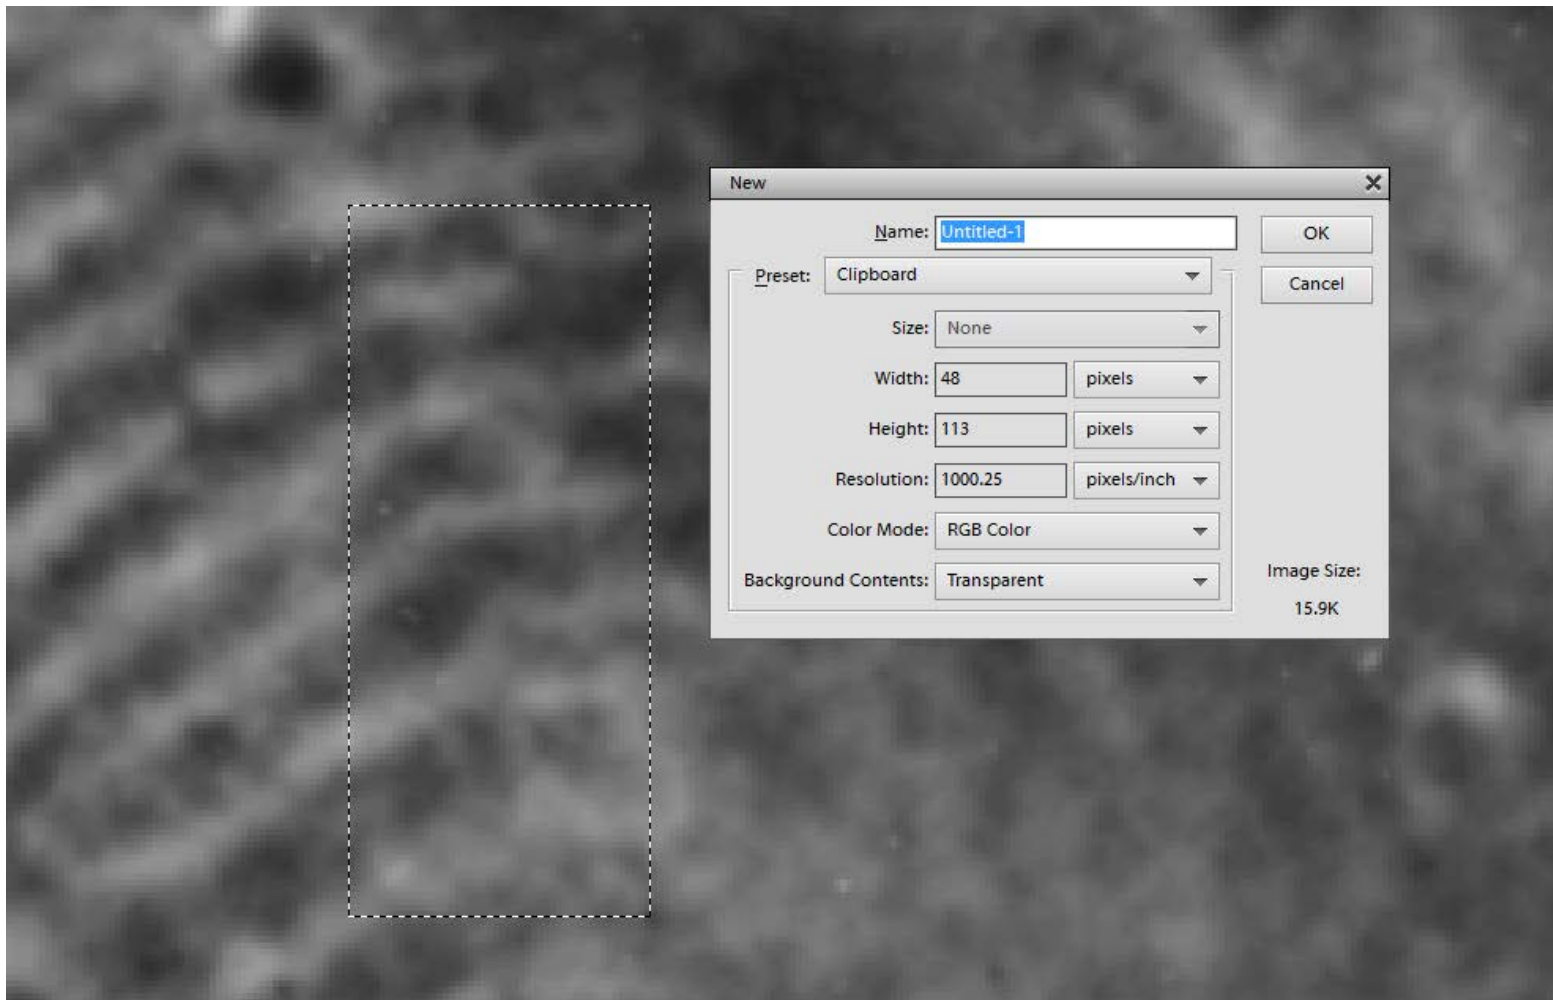 New
Name: Untitled-1
OK
Preset: Clipboard
Cancel
Size: None
Width: 48 pixels
Height: 113 pixels
Resolution: 1000.25 pixels/inch
Color Mode: RGB Color
Background Contents: Transparent
Image Size:
15.9K